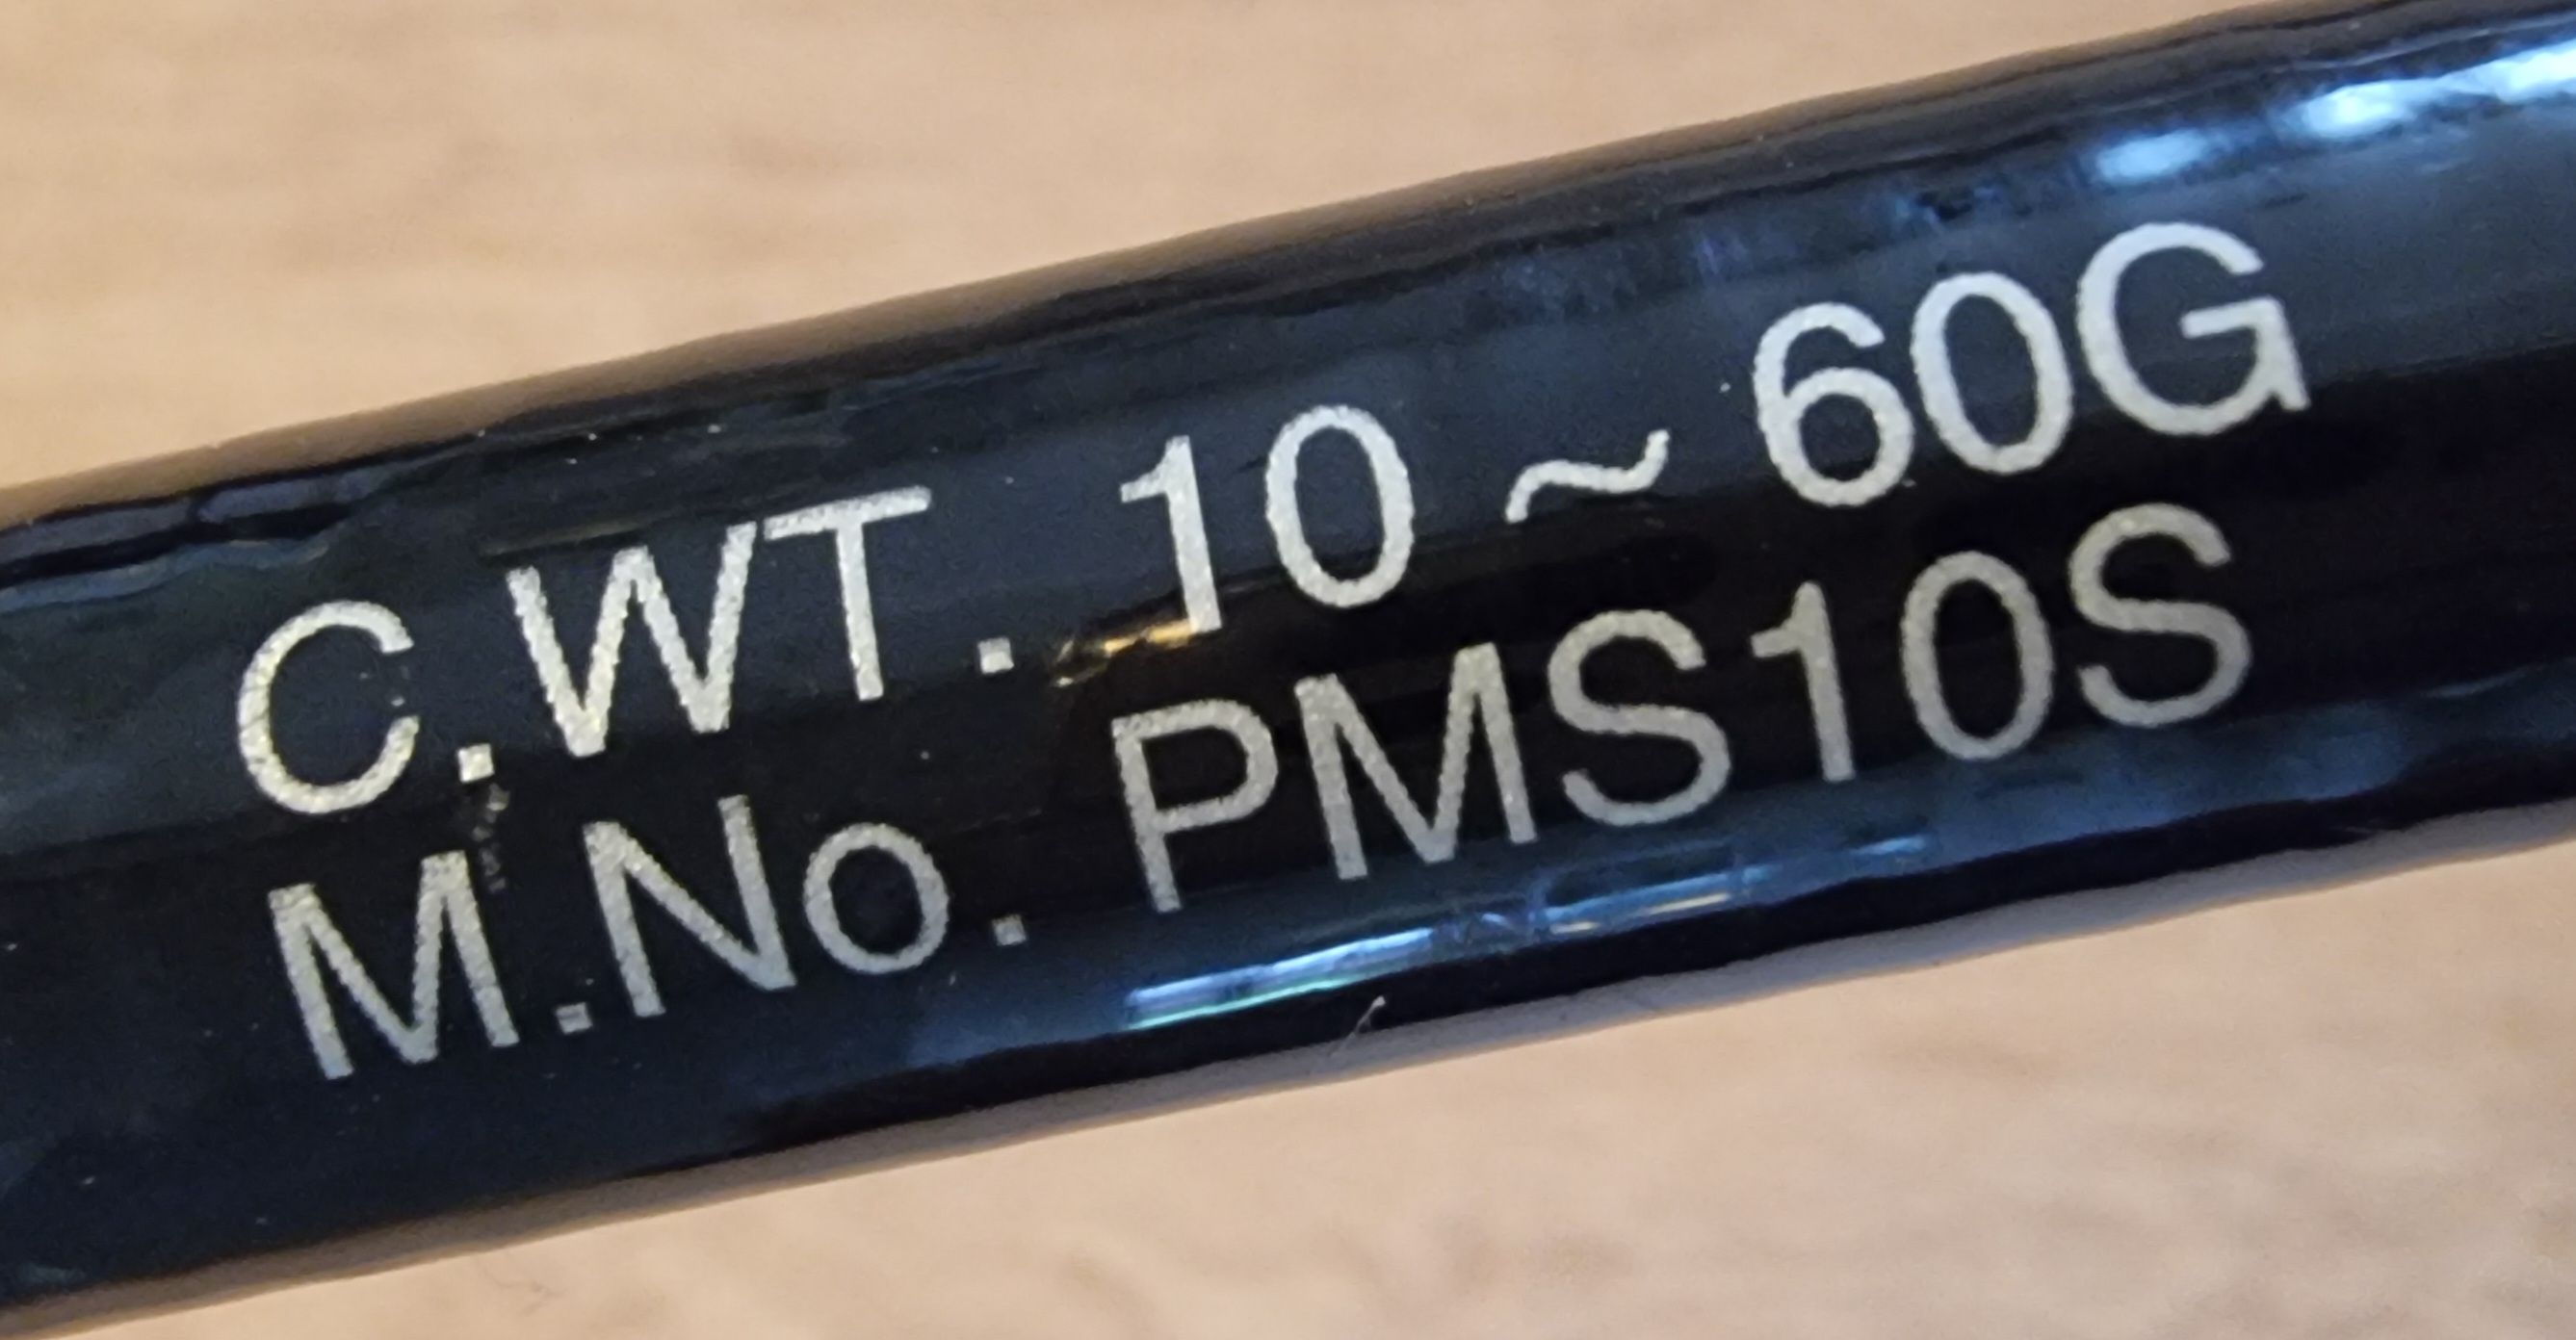 C.WT. 10 ~ 60G
M.No. PMS10S